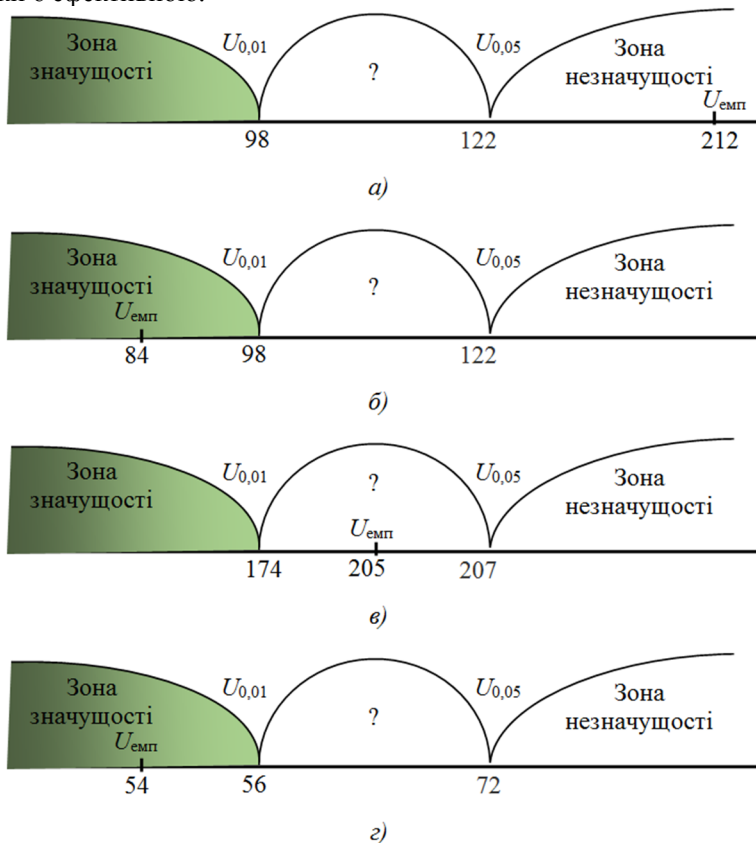 Зона значущості U0,01 ? U0,05 Зона незначущості
Uемп
98 122 212
а)
Зона значущості U0,01 ? U0,05 Зона незначущості
Uемп
84 98 122
б)
Зона значущості U0,01 ? U0,05 Зона незначущості
Uемп
174 205 207
в)
Зона значущості U0,01 ? U0,05 Зона незначущості
Uемп
54 56 72
г)